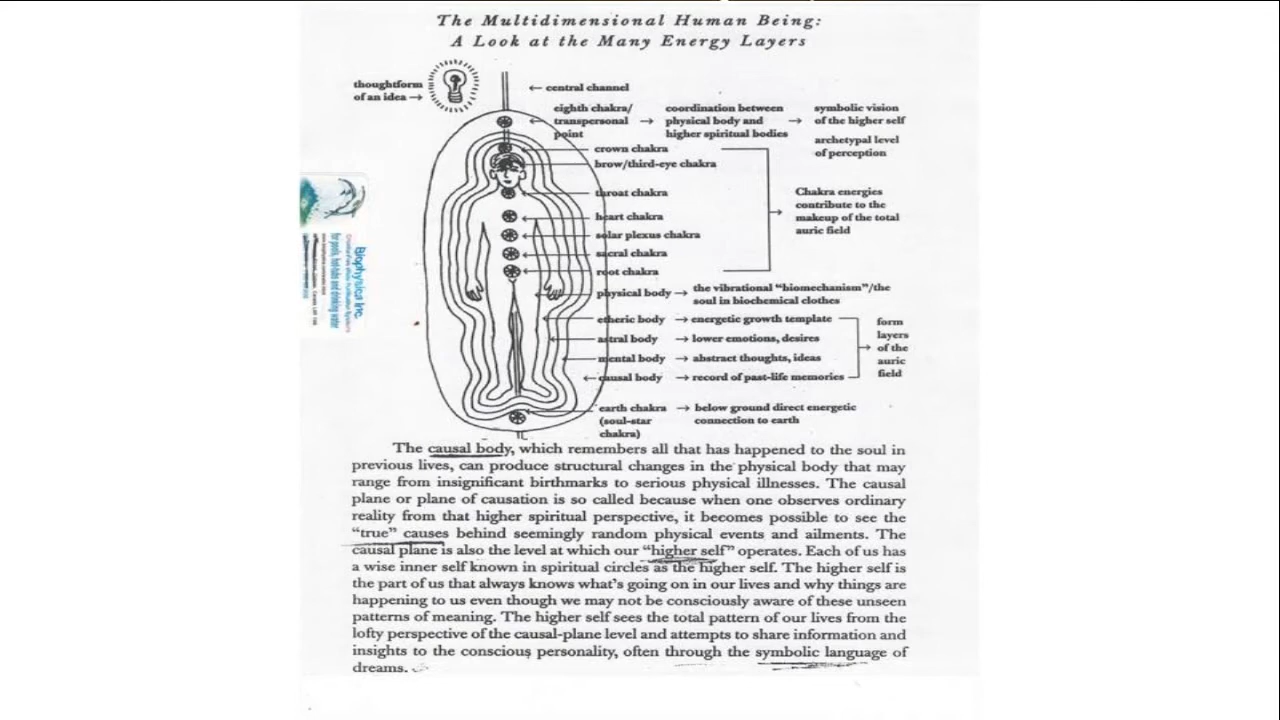 The Multidimensional Human Being:
A Look at the Many Energy Layers
thoughtform
of an idea →
← central channel
eighth chakra/
transpersonal
point
→ coordination between
physical body and
higher spiritual bodies
→ symbolic vision
of the higher self
archetypal level
of perception
crown chakra
brow/third-eye chakra
throat chakra
heart chakra
solar plexus chakra
sacral chakra
root chakra
Chakra energies
contribute to the
makeup of the total
auric field
physical body → the vibrational “biomechanism”/the
soul in biochemical clothes
etheric body → energetic growth template
astral body → lower emotions, desires
mental body → abstract thoughts, ideas
causal body → record of past-life memories
form
layers
of the
auric
field
earth chakra → below ground direct energetic
(soul-star connection to earth
chakra)
Biophysica Inc.
for pools, hot-tubs and drinking water
The causal body, which remembers all that has happened to the soul in
previous lives, can produce structural changes in the physical body that may
range from insignificant birthmarks to serious physical illnesses. The causal
plane or plane of causation is so called because when one observes ordinary
reality from that higher spiritual perspective, it becomes possible to see the
“true” causes behind seemingly random physical events and ailments. The
causal plane is also the level at which our “higher self” operates. Each of us has
a wise inner self known in spiritual circles as the higher self. The higher self is
the part of us that always knows what’s going on in our lives and why things are
happening to us even though we may not be consciously aware of these unseen
patterns of meaning. The higher self sees the total pattern of our lives from the
lofty perspective of the causal-plane level and attempts to share information and
insights to the conscious personality, often through the symbolic language of
dreams.